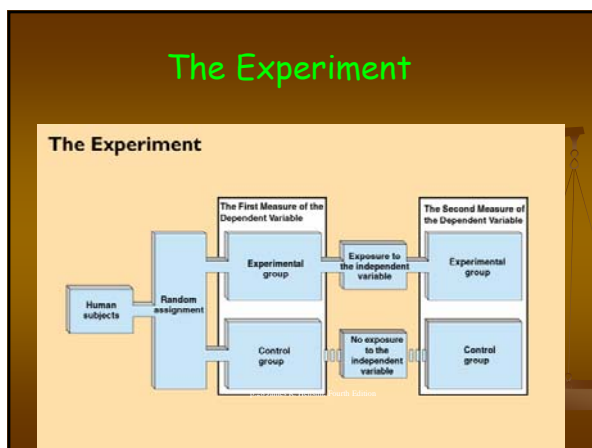 The Experiment
The Experiment
The First Measure of the
Dependent Variable
The Second Measure of
the Dependent Variable
Human
subjects
Random
assignment
Experimental
group
Exposure to
the independent
variable
Experimental
group
Control
group
No exposure
to the
independent
variable
Control
group
Fourth Edition